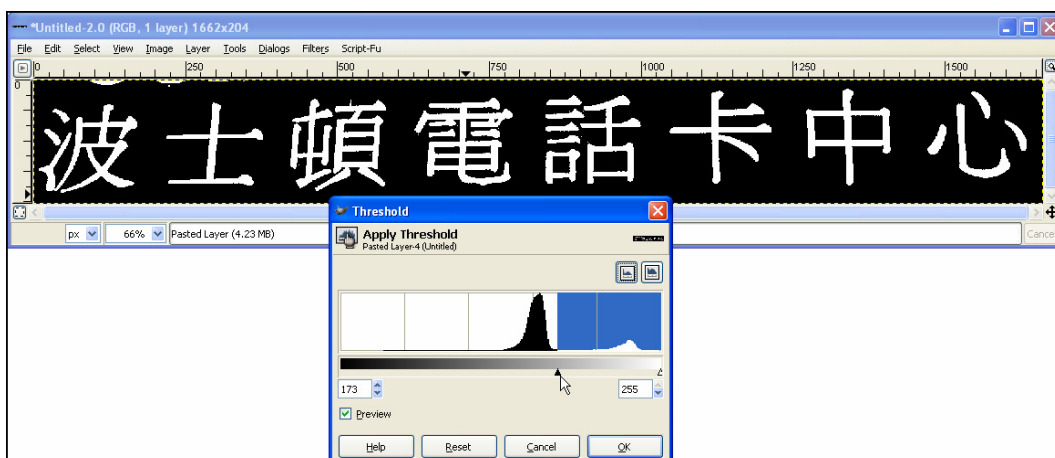 *Untitled-2.0 (RGB, 1 layer) 1662x204
File Edit Select View Image Layer Tools Dialogs Filters Script-Fu
0 250 500 750 1000 1250 1500
0
波士頓電話卡中心
px 66% Pasted Layer (4.23 MB) Cance
Threshold
Apply Threshold
Pasted Layer-4 (Untitled)
173 255
Preview
Help Reset Cancel OK